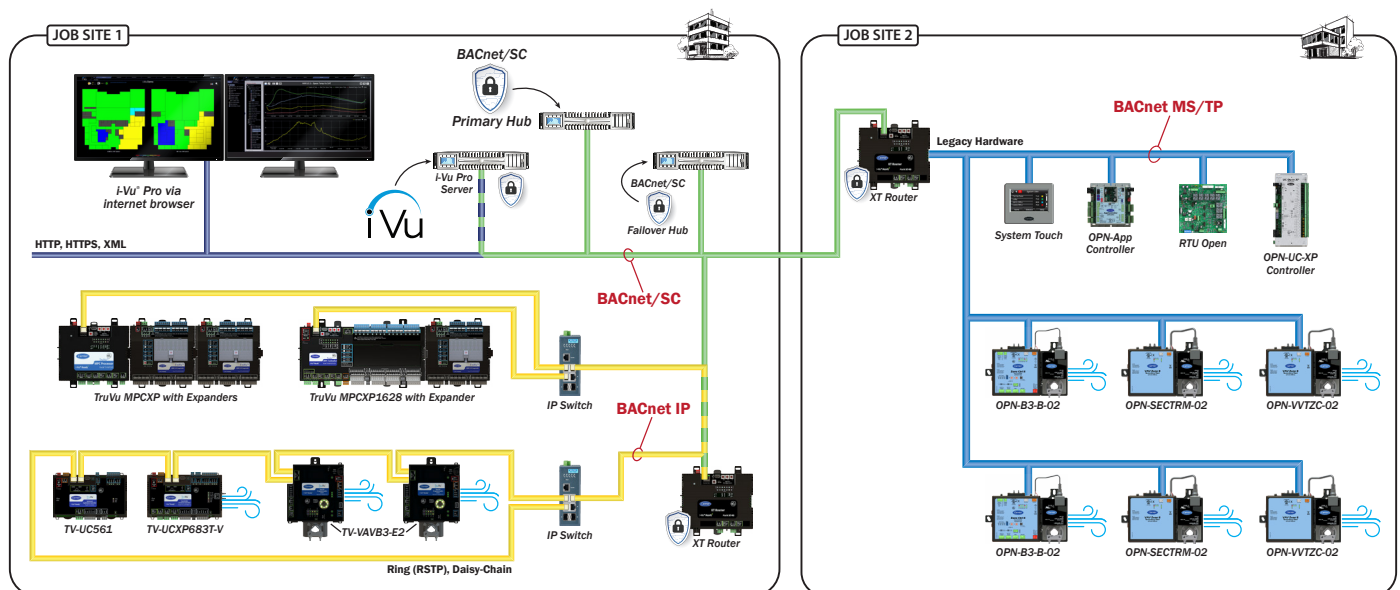 JOB SITE 1
BACnet/SC
Primary Hub
i-Vu Pro
Server
i Vu
BACnet/SC
Failover Hub
i-Vu® Pro via
internet browser
HTTP, HTTPS, XML
BACnet/SC
TruVu MPCXP with Expanders
TruVu MPCXP1628 with Expander
IP Switch
BACnet IP
TV-UC561
TV-UCXP683T-V
TV-VAVB3-E2
IP Switch
XT Router
Ring (RSTP), Daisy-Chain
JOB SITE 2
BACnet MS/TP
Legacy Hardware
XT Router
System Touch
OPN-App
Controller
RTU Open
OPN-UC-XP
Controller
OPN-B3-B-02
OPN-SECTRM-02
OPN-VVTZC-02
OPN-B3-B-02
OPN-SECTRM-02
OPN-VVTZC-02